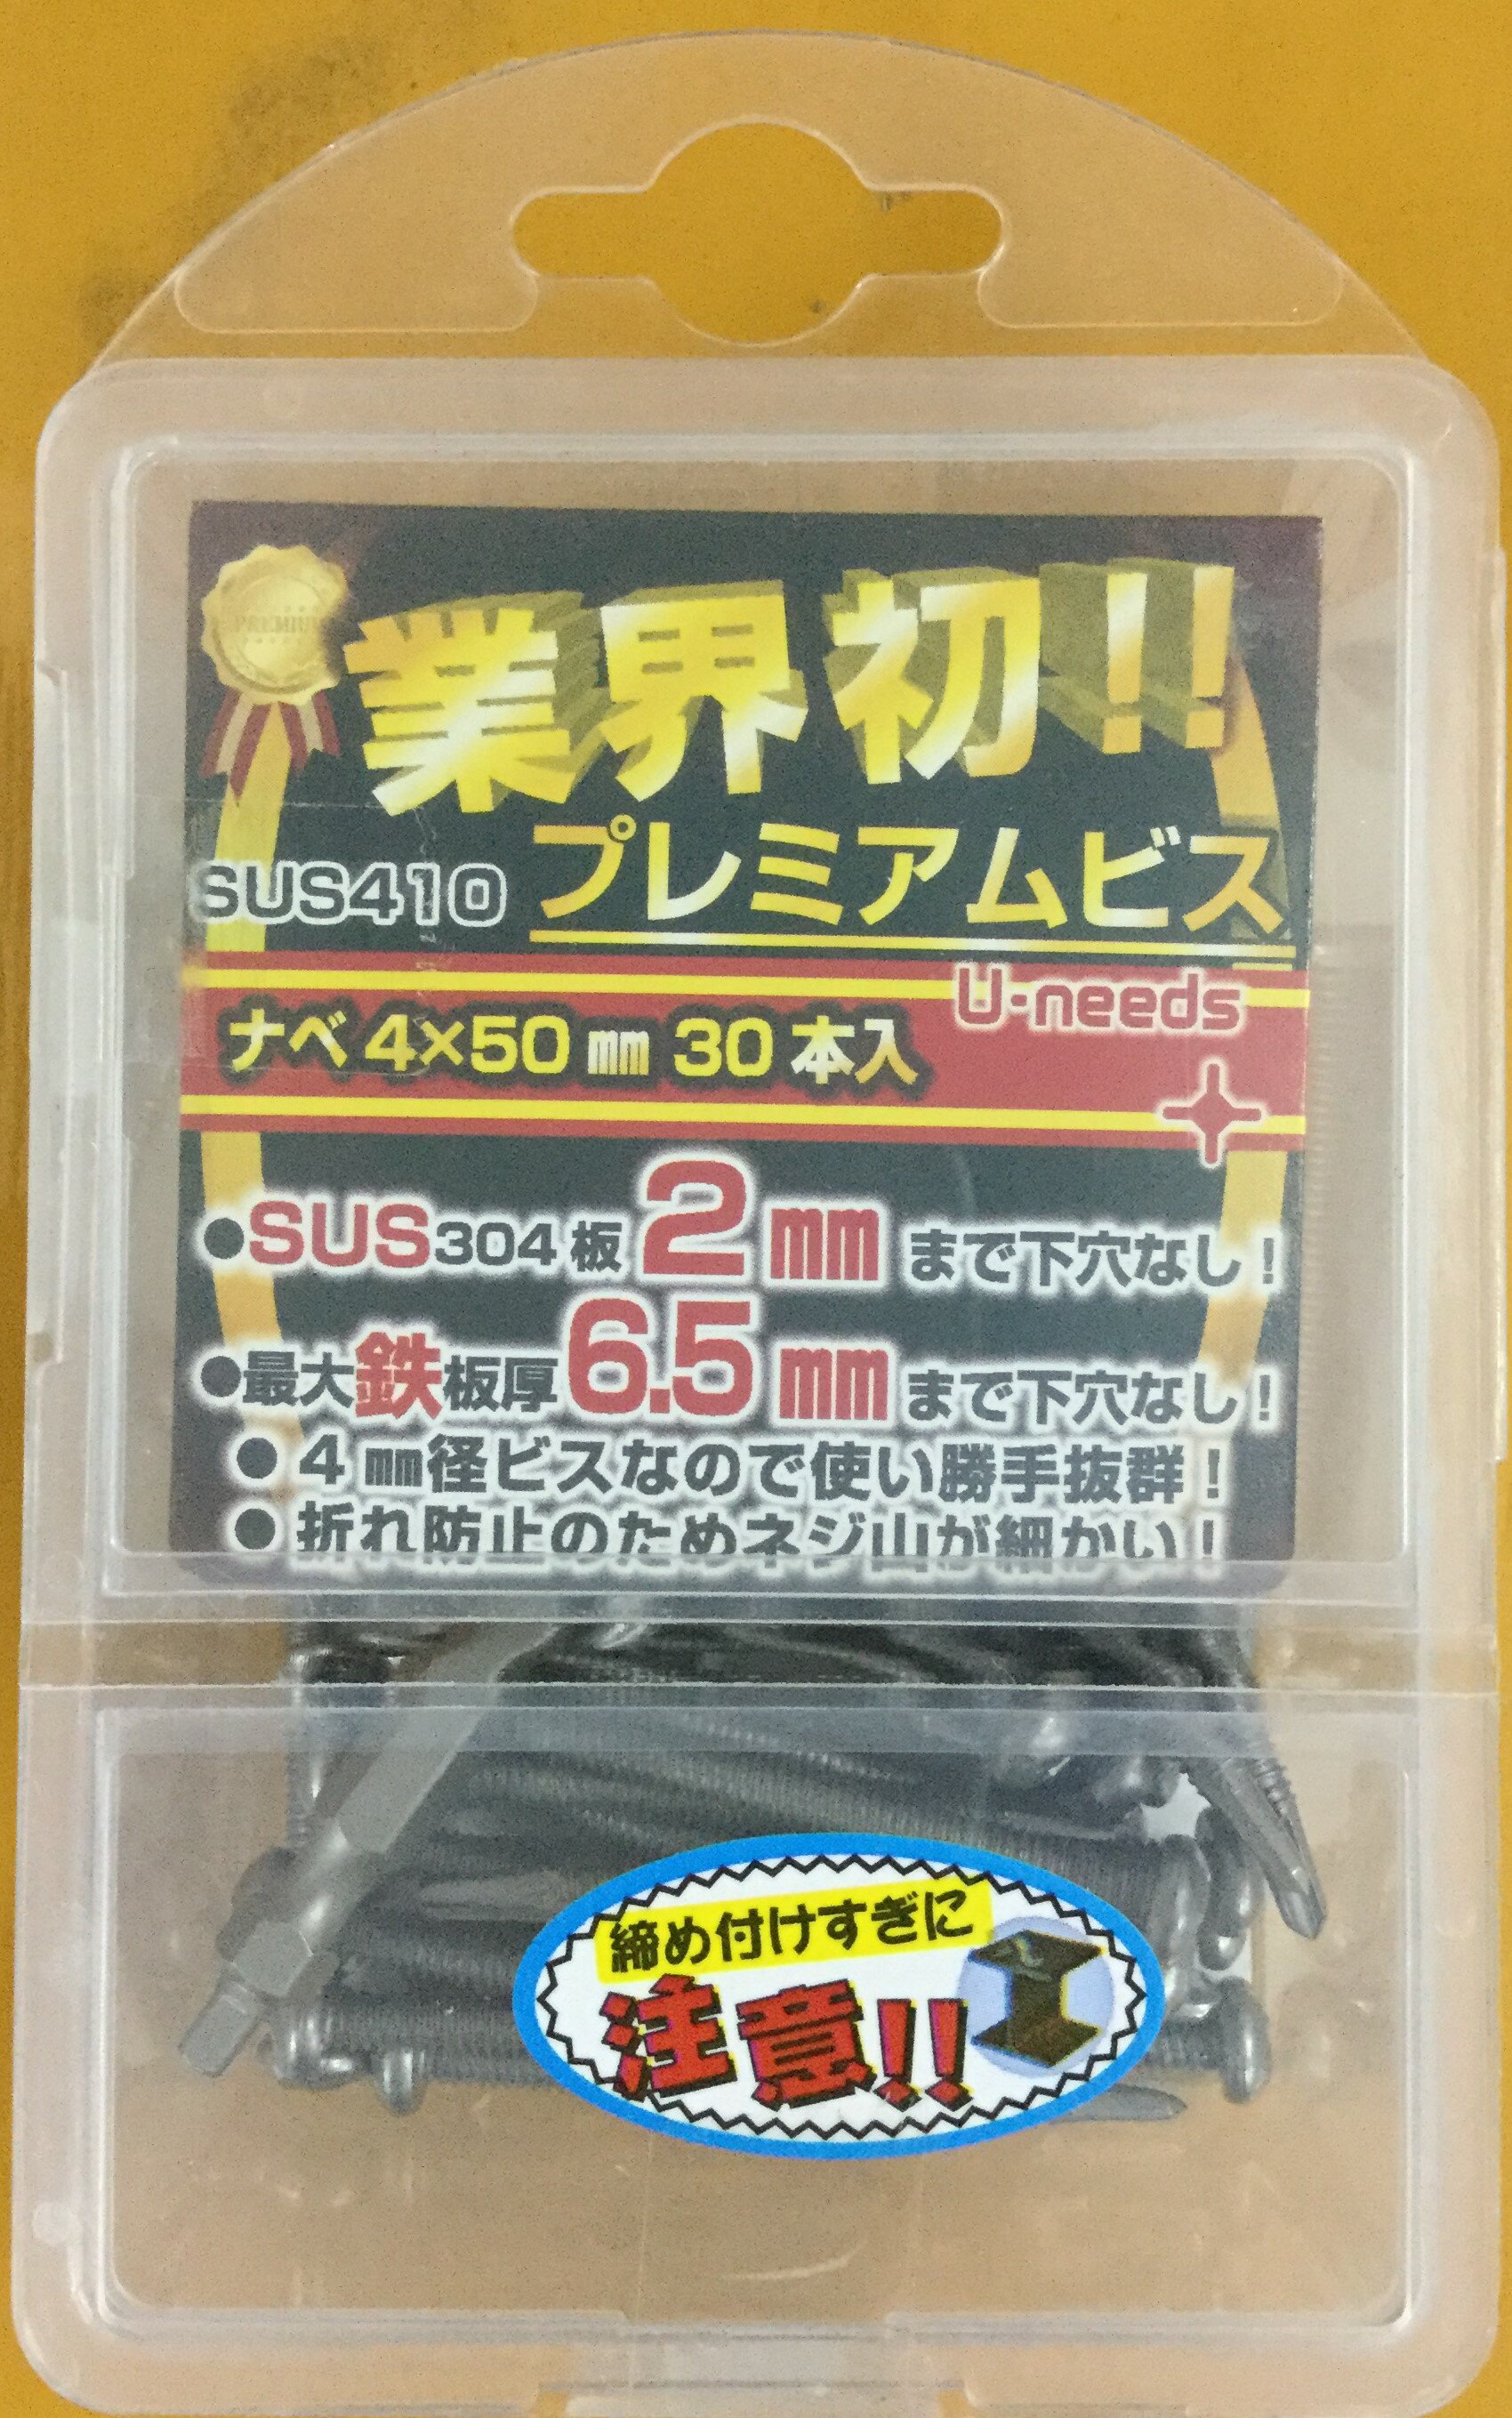 PREMIUM
業界初!!
SUS410 プレミアムビス
U-needs
ナベ 4×50 mm 30 本入
●SUS304 板 2 mm まで下穴なし！
●最大鉄板厚6.5 mm まで下穴なし！
● 4 mm径ビスなので使い勝手抜群！
● 折れ防止のためネジ山が細かい！
締め付けすぎに
注意!!